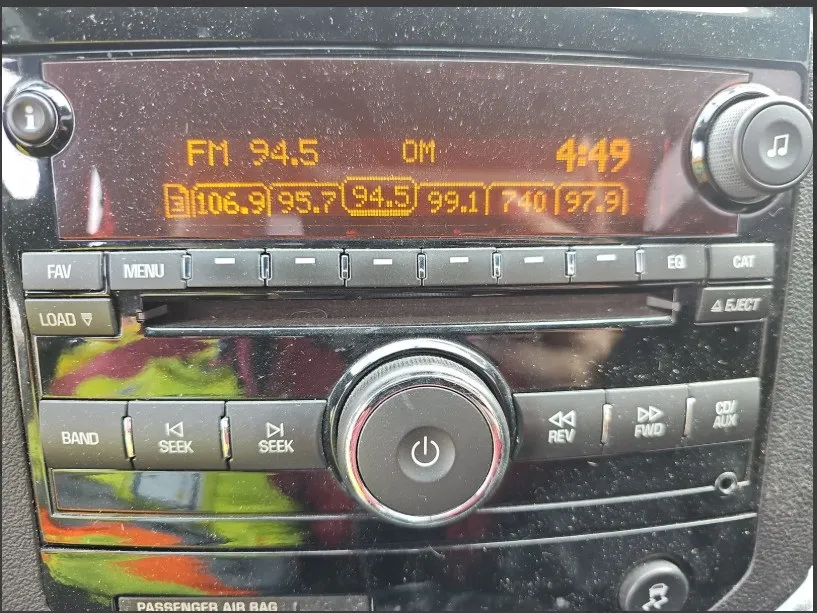 i
FM 94.5 OM 4:49
3 106.9 95.7 94.5 99.1 740 97.9
FAV MENU EQ CAT
LOAD EJECT
BAND SEEK SEEK REV FWD CD/AUX
PASSENGER AIR BAG